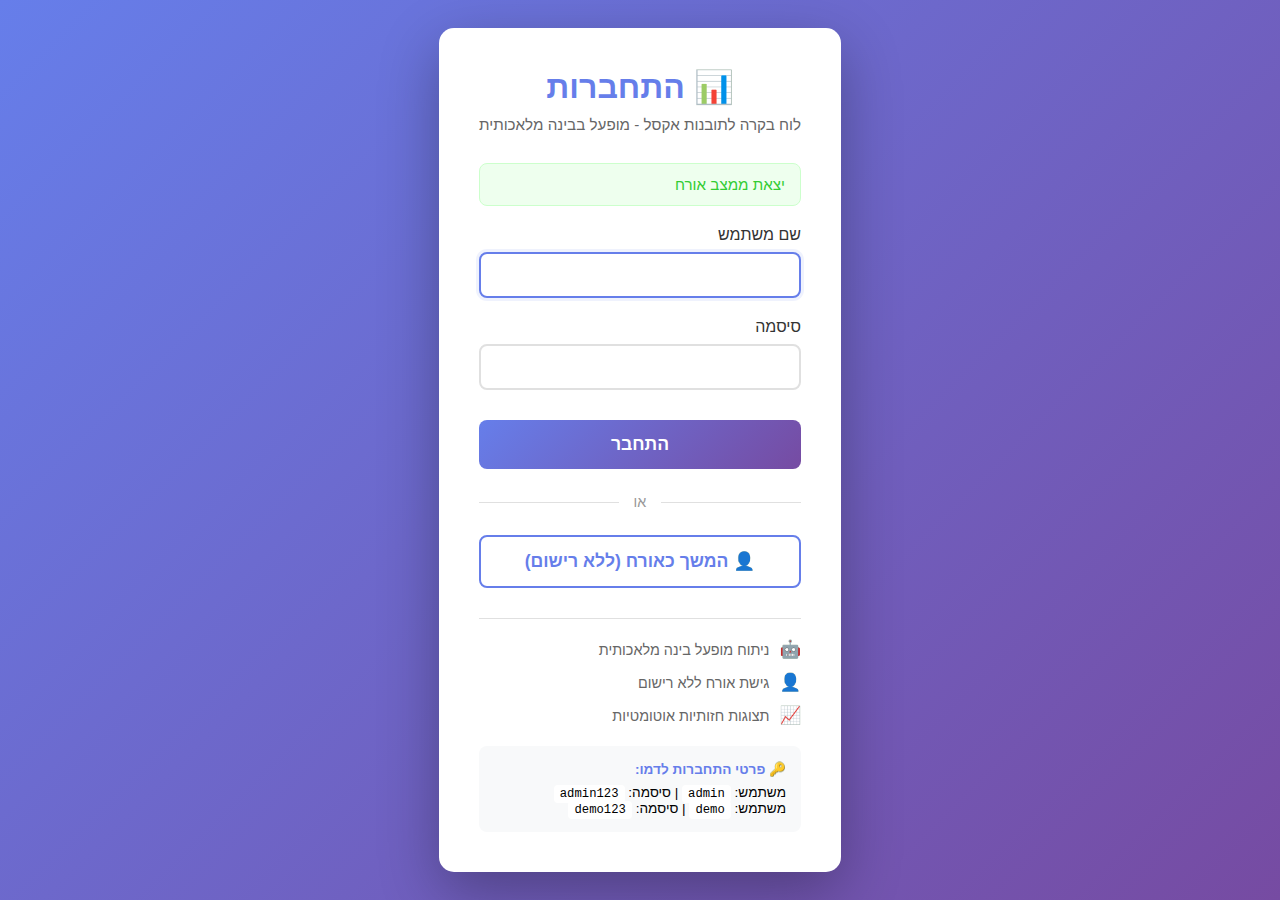 📊 התחברות
לוח בקרה לתובנות אקסל - מופעל בבינה מלאכותית
יצאת ממצב אורח
שם משתמש
סיסמה
התחבר
או
👤 המשך כאורח (ללא רישום)
🤖 ניתוח מופעל בינה מלאכותית
👤 גישת אורח ללא רישום
📈 תצוגות חזותיות אוטומטיות
🔑 פרטי התחברות לדמו:
משתמש: admin | סיסמה: admin123
משתמש: demo | סיסמה: demo123